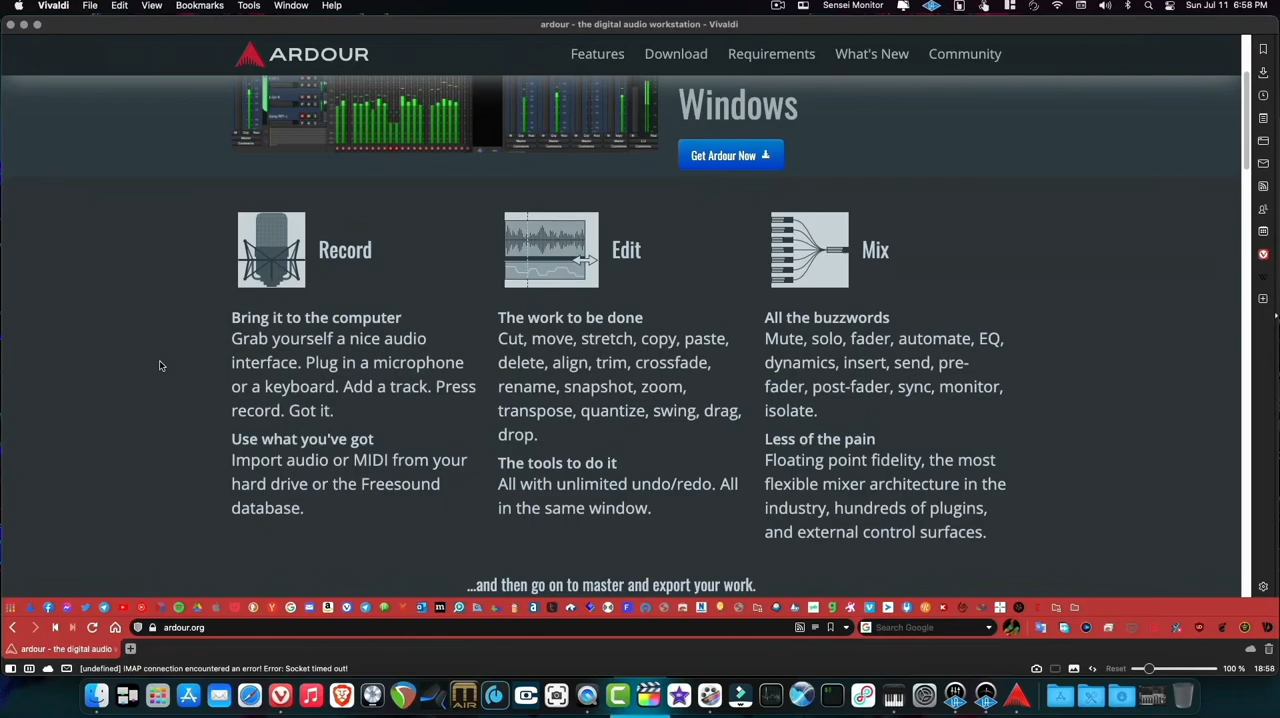 Vivaldi File Edit View Bookmarks Tools Window Help
Sensei Monitor
Sun Jul 11 6:58 PM
ardour - the digital audio workstation - Vivaldi
ARDOUR
Features Download Requirements What's New Community
Windows
Get Ardour Now
Record
Bring it to the computer
Grab yourself a nice audio
interface. Plug in a microphone
or a keyboard. Add a track. Press
record. Got it.
Use what you've got
Import audio or MIDI from your
hard drive or the Freesound
database.
Edit
The work to be done
Cut, move, stretch, copy, paste,
delete, align, trim, crossfade,
rename, snapshot, zoom,
transpose, quantize, swing, drag,
drop.
The tools to do it
All with unlimited undo/redo. All
in the same window.
Mix
All the buzzwords
Mute, solo, fader, automate, EQ,
dynamics, insert, send, pre-
fader, post-fader, sync, monitor,
isolate.
Less of the pain
Floating point fidelity, the most
flexible mixer architecture in the
industry, hundreds of plugins,
and external control surfaces.
...and then go on to master and export your work.
ardour.org
Search Google
ardour - the digital audio
[undefined] !MAP connection encountered an error! Error: Socket timed out!
Reset 100 % 18:58
AIR